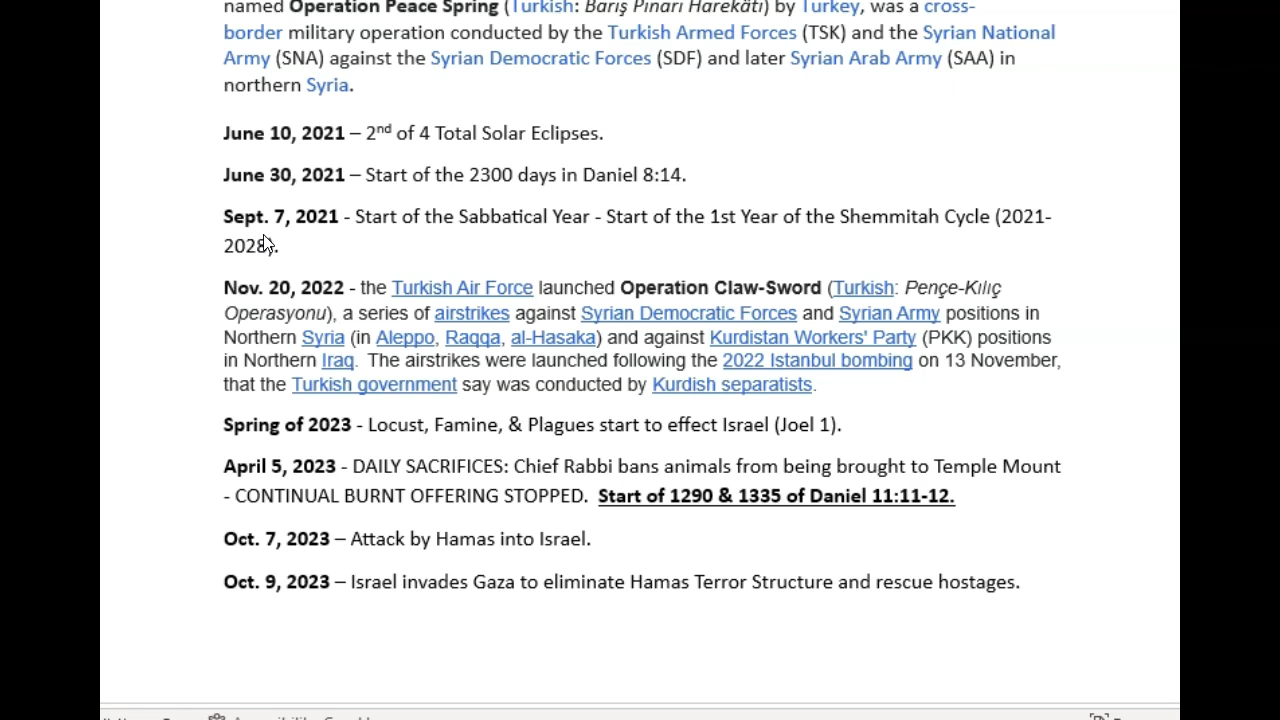 named Operation Peace Spring (Turkish: Barış Pınarı Harekâtı) by Turkey, was a cross-
border military operation conducted by the Turkish Armed Forces (TSK) and the Syrian National
Army (SNA) against the Syrian Democratic Forces (SDF) and later Syrian Arab Army (SAA) in
northern Syria.
June 10, 2021 – 2nd of 4 Total Solar Eclipses.
June 30, 2021 – Start of the 2300 days in Daniel 8:14.
Sept. 7, 2021 - Start of the Sabbatical Year - Start of the 1st Year of the Shemmitah Cycle (2021-
2028).
Nov. 20, 2022 - the Turkish Air Force launched Operation Claw-Sword (Turkish: Pençe-Kılıç
Operasyonu), a series of airstrikes against Syrian Democratic Forces and Syrian Army positions in
Northern Syria (in Aleppo, Raqqa, al-Hasaka) and against Kurdistan Workers' Party (PKK) positions
in Northern Iraq. The airstrikes were launched following the 2022 Istanbul bombing on 13 November,
that the Turkish government say was conducted by Kurdish separatists.
Spring of 2023 - Locust, Famine, & Plagues start to effect Israel (Joel 1).
April 5, 2023 - DAILY SACRIFICES: Chief Rabbi bans animals from being brought to Temple Mount
- CONTINUAL BURNT OFFERING STOPPED. Start of 1290 & 1335 of Daniel 11:11-12.
Oct. 7, 2023 – Attack by Hamas into Israel.
Oct. 9, 2023 – Israel invades Gaza to eliminate Hamas Terror Structure and rescue hostages.